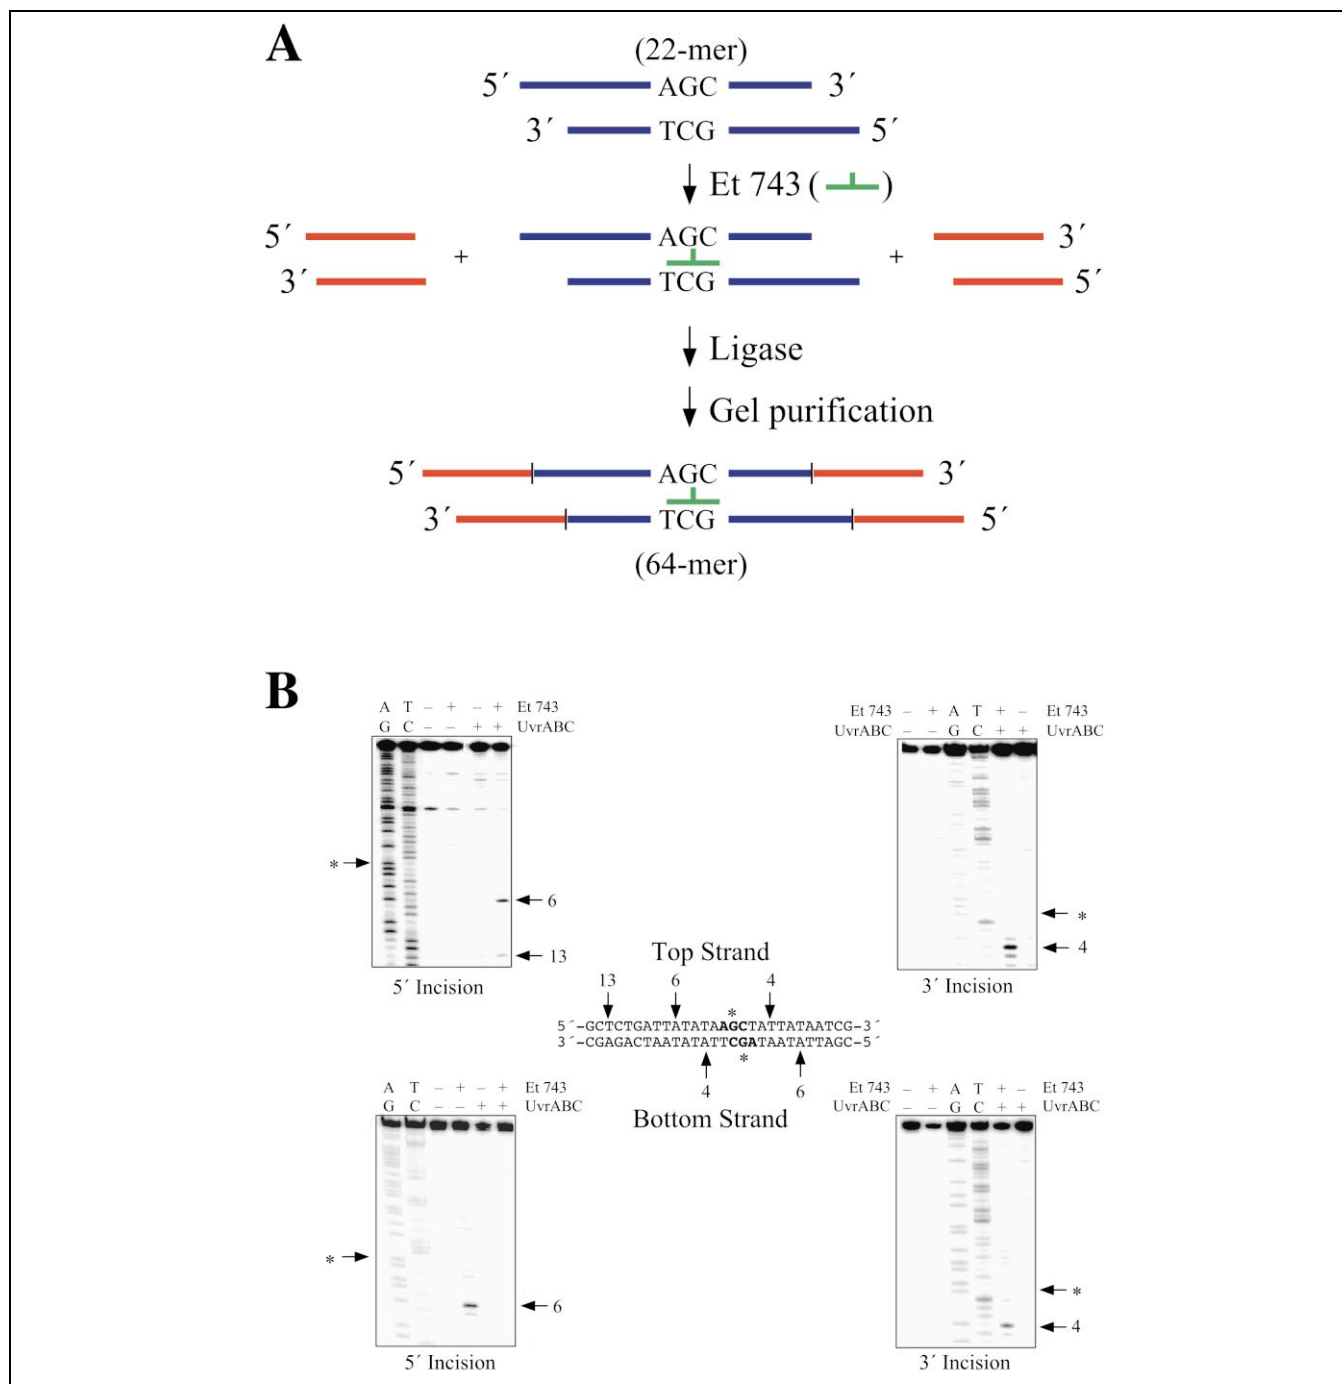 A
(22-mer)
5´ AGC 3´
3´ TCG 5´
Et 743 ( )
5´ AGC 3´
+ +
3´ TCG 5´
Ligase
Gel purification
5´ AGC 3´
3´ TCG 5´
(64-mer)
B
A T – + – + Et 743
G C – – + + UvrABC
*
6
13
5´ Incision
Et 743 – + A T + – Et 743
UvrABC – – G C + + UvrABC
*
4
3´ Incision
Top Strand
13 6 4
*
5´-GCTCTGATTATATAAGCTATTATAATCG-3´
3´-CGAGACTAATATATTCGATAATATTAGC-5´
*
4 6
Bottom Strand
A T – + – + Et 743
G C – – + + UvrABC
*
6
5´ Incision
Et 743 – + A T + – Et 743
UvrABC – – G C + + UvrABC
*
4
3´ Incision